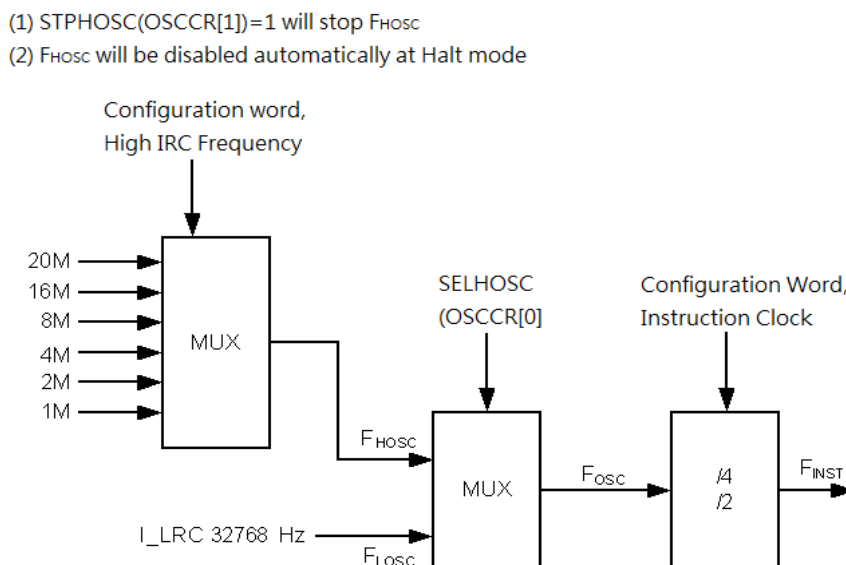 (1) STPHOSC(OSCCR[1])=1 will stop FHOSC
(2) FHOSC will be disabled automatically at Halt mode
Configuration word,
High IRC Frequency
20M
16M
8M
4M
2M
1M
MUX
SELHOSC
(OSCCR[0]
Configuration Word,
Instruction Clock
FHOSC
MUX
FOSC
/4
/2
FINST
I_LRC 32768 Hz
FLOSC